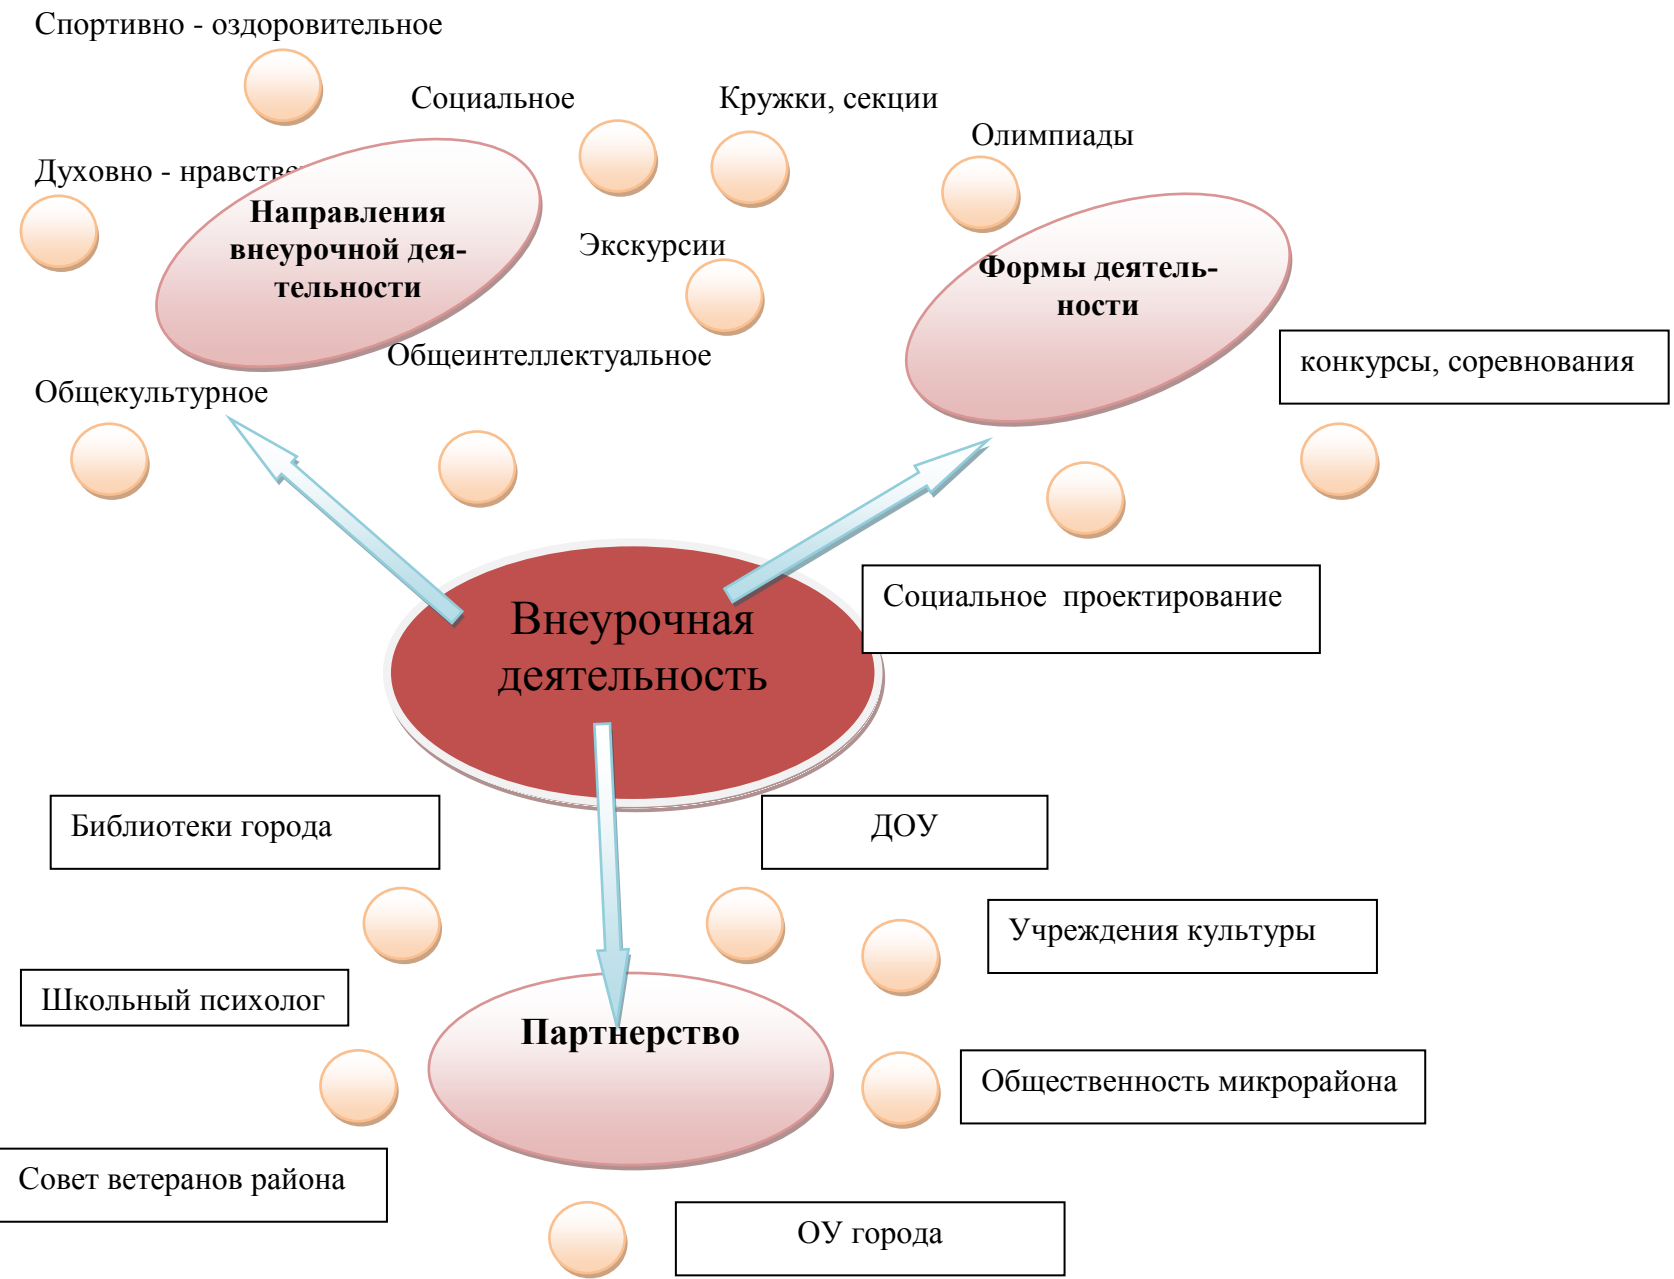 Спортивно - оздоровительное
Социальное
Кружки, секции
Олимпиады
Духовно -
Направления
внеурочной дея-
тельности
Экскурсии
Формы деятель-
ности
Общеинтеллектуальное
конкурсы, соревнования
Общекультурное
Внеурочная
деятельность
Социальное проектирование
Библиотеки города
ДОУ
Учреждения культуры
Школьный психолог
Партнерство
Общественность микрорайона
Совет ветеранов района
ОУ города